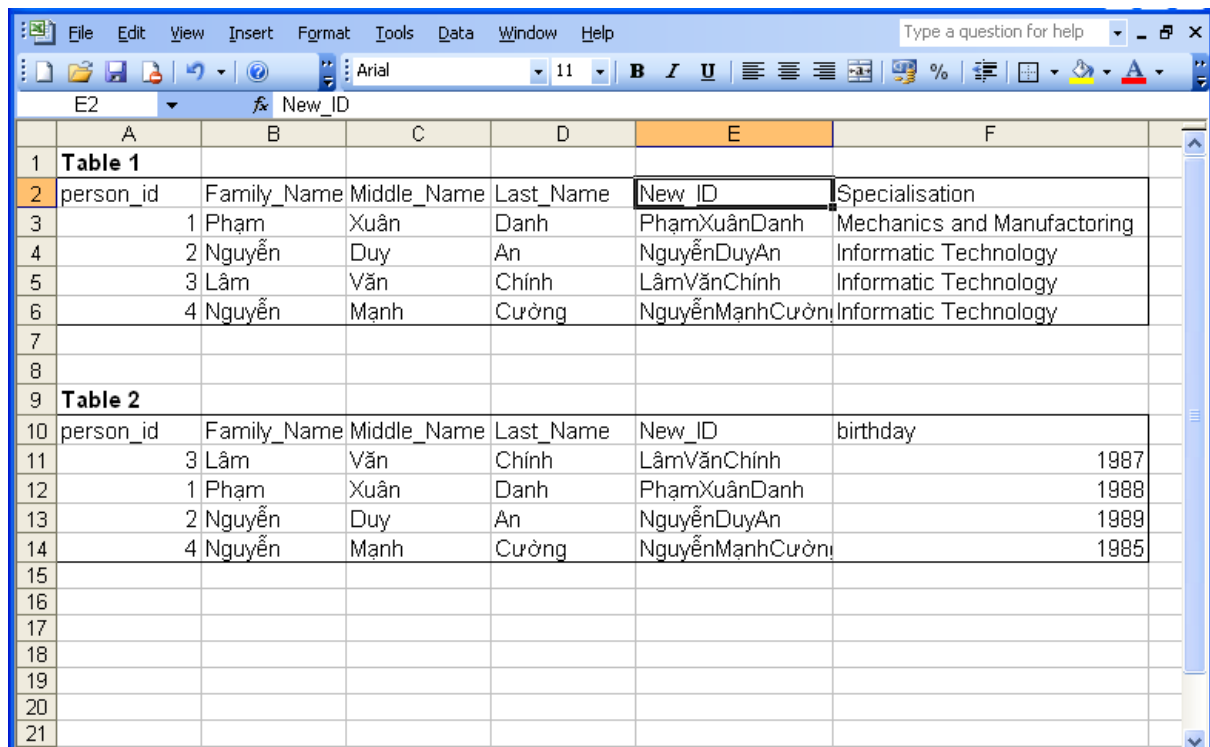 File Edit View Insert Format Tools Data Window Help Type a question for help
Arial 11 B I U %
E2 fx New_ID
A B C D E F
1 Table 1
2 person_id Family_Name Middle_Name Last_Name New_ID Specialisation
3 1 Phạm Xuân Danh PhạmXuânDanh Mechanics and Manufactoring
4 2 Nguyễn Duy An NguyễnDuyAn Informatic Technology
5 3 Lâm Văn Chính LâmVănChính Informatic Technology
6 4 Nguyễn Mạnh Cường NguyễnMạnhCườn Informatic Technology
7
8
9 Table 2
10 person_id Family_Name Middle_Name Last_Name New_ID birthday
11 3 Lâm Văn Chính LâmVănChính 1987
12 1 Phạm Xuân Danh PhạmXuânDanh 1988
13 2 Nguyễn Duy An NguyễnDuyAn 1989
14 4 Nguyễn Mạnh Cường NguyễnMạnhCườn 1985
15
16
17
18
19
20
21